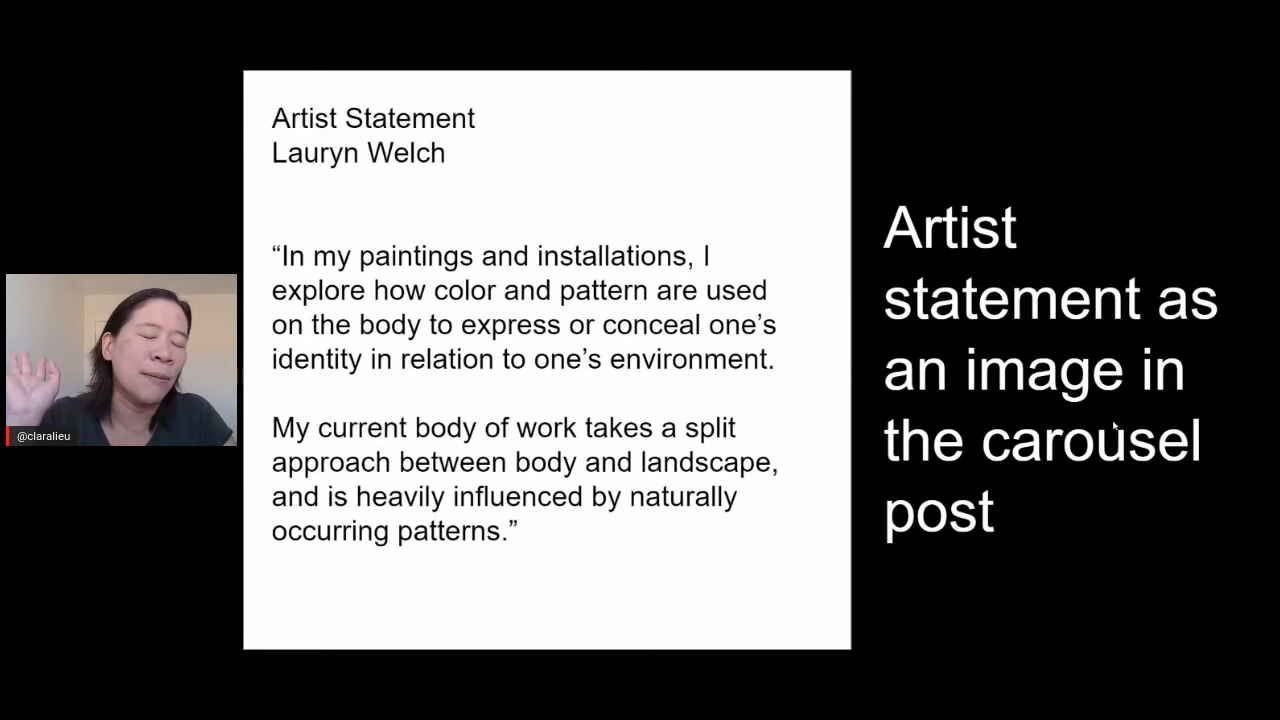 Artist Statement
Lauryn Welch
“In my paintings and installations, I
explore how color and pattern are used
on the body to express or conceal one’s
identity in relation to one’s environment.
My current body of work takes a split
approach between body and landscape,
and is heavily influenced by naturally
occurring patterns.”
Artist
statement as
an image in
the carousel
post
@claralieu